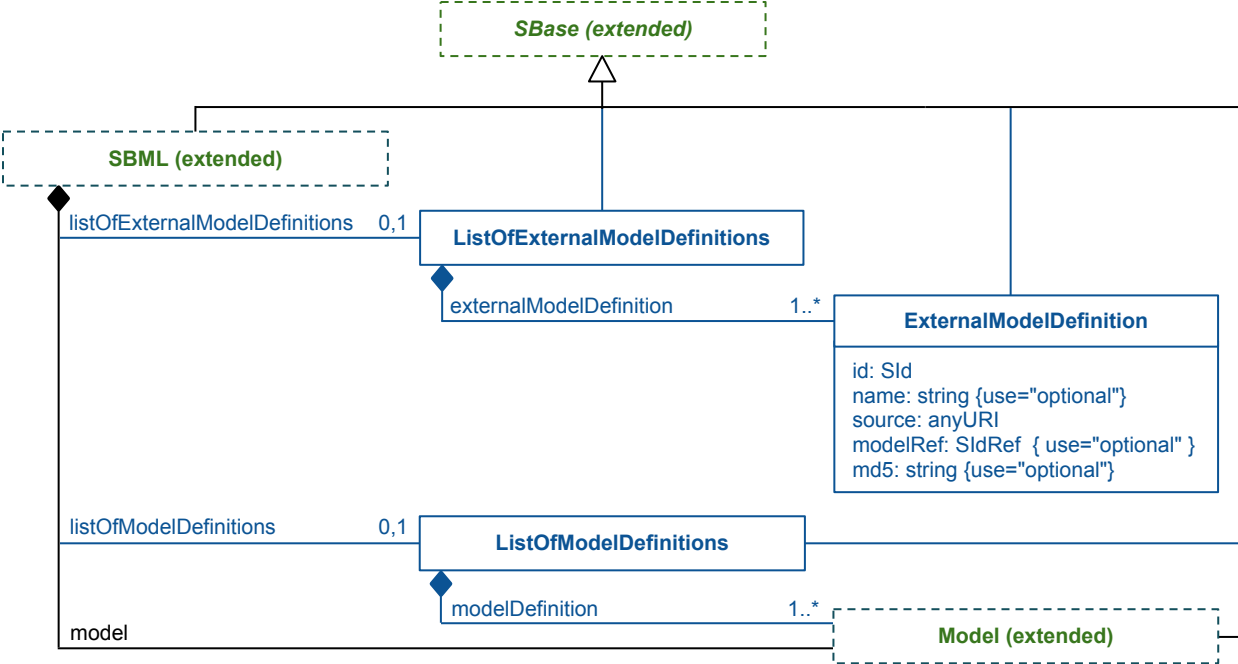 SBase (extended)
SBML (extended)
listOfExternalModelDefinitions 0,1
ListOfExternalModelDefinitions
externalModelDefinition 1..*
ExternalModelDefinition
id: SId
name: string {use="optional"}
source: anyURI
modelRef: SIdRef { use="optional" }
md5: string {use="optional"}
listOfModelDefinitions 0,1
ListOfModelDefinitions
modelDefinition 1..*
model
Model (extended)